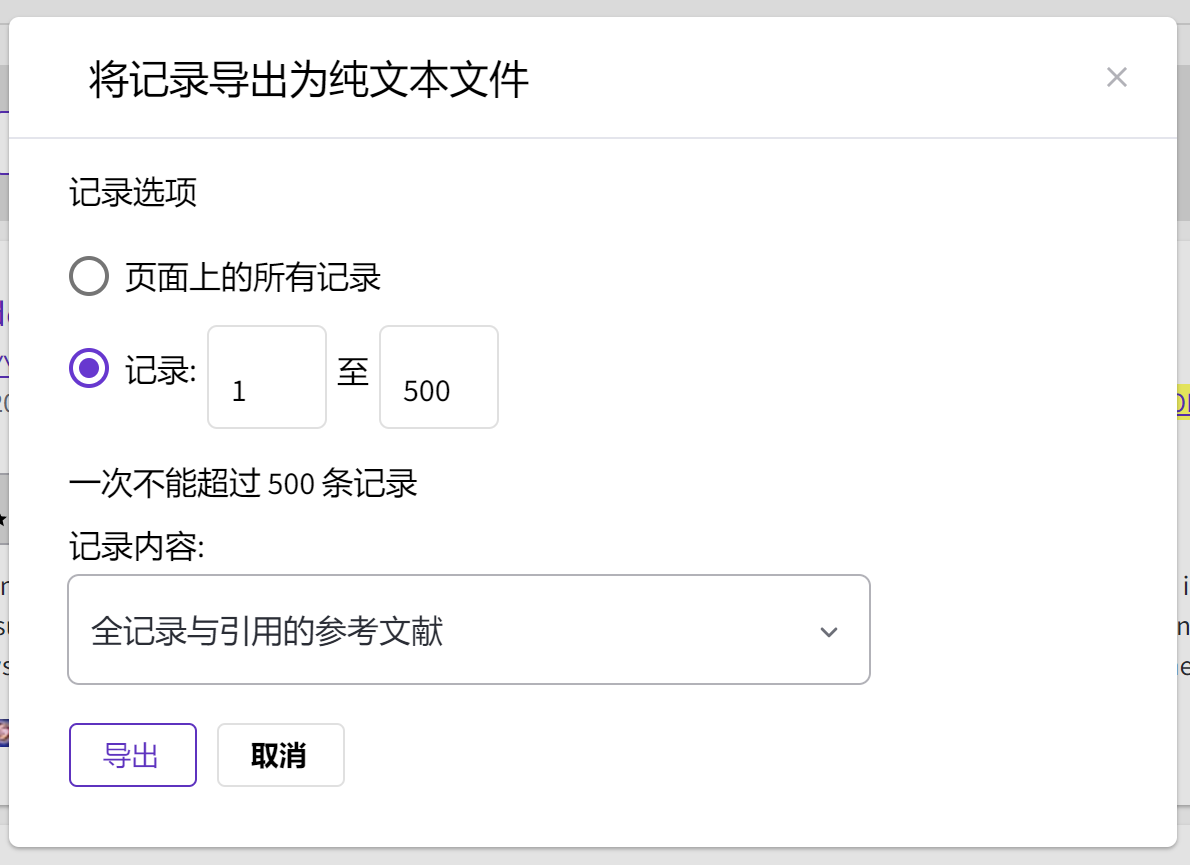 将记录导出为纯文本文件
记录选项
页面上的所有记录
记录: 1 至 500
一次不能超过 500 条记录
记录内容:
全记录与引用的参考文献
导出 取消